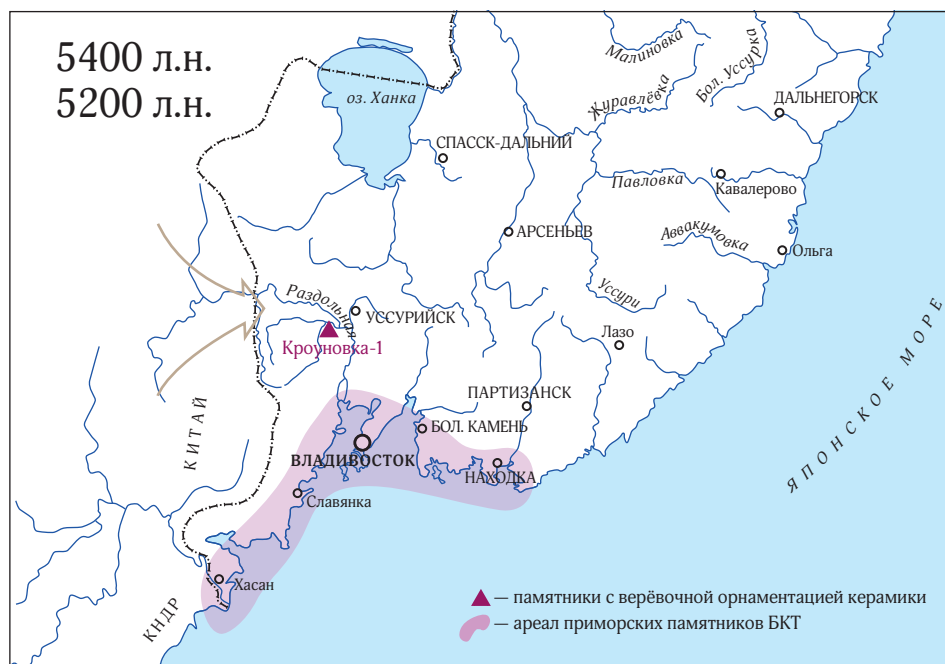 5400 л.н.
5200 л.н.
оз. Ханка
Малиновка
Журавлёвка
Бол. Уссурка
ДАЛЬНЕГОРСК
СПАССК-ДАЛЬНИЙ
Павловка
Кавалерово
АРСЕНЬЕВ
Аввакумовка
Ольга
Раздольная
УССУРИЙСК
Уссури
Кроуновка-1
Лазо
ПАРТИЗАНСК
БОЛ. КАМЕНЬ
КИТАЙ
ВЛАДИВОСТОК
НАХОДКА
ЯПОНСКОЕ МОРЕ
Славянка
Хасан
КНДР
— памятники с верёвочной орнаментацией керамики
— ареал приморских памятников БКТ